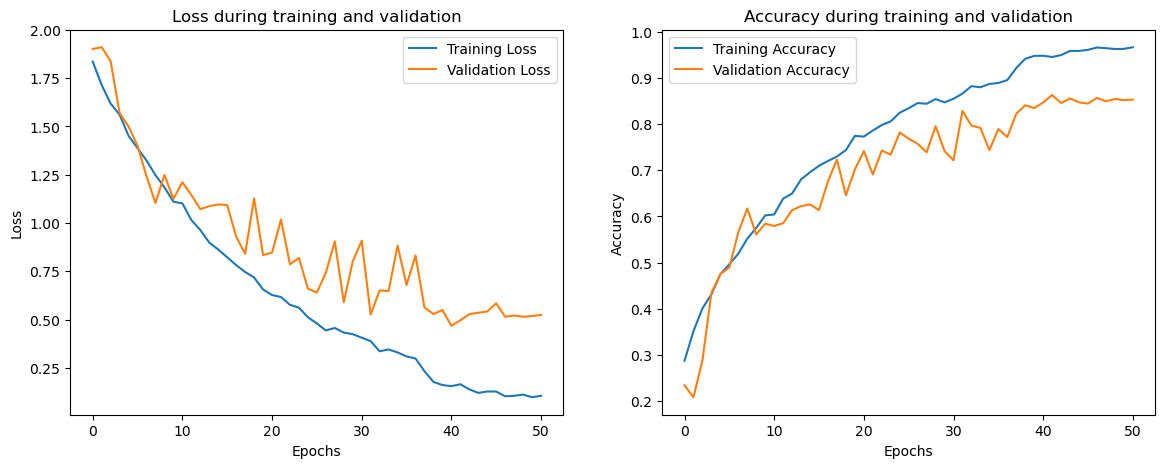 Loss during training and validation
2.00
1.75
1.50
1.25
1.00
0.75
0.50
0.25
Loss
Training Loss
Validation Loss
0
10
20
30
40
50
Epochs
Accuracy during training and validation
1.0
0.9
0.8
0.7
0.6
0.5
0.4
0.3
0.2
Accuracy
Training Accuracy
Validation Accuracy
0
10
20
30
40
50
Epochs